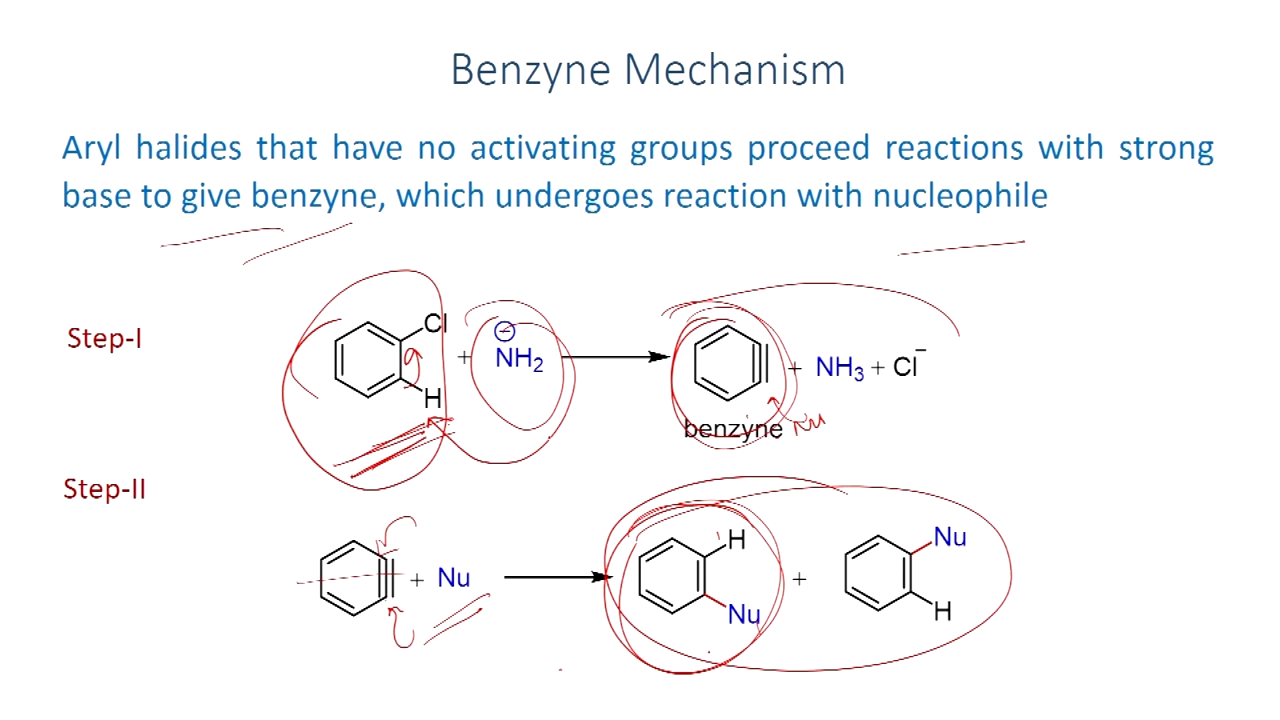 Benzyne Mechanism
Aryl halides that have no activating groups proceed reactions with strong
base to give benzyne, which undergoes reaction with nucleophile
Step-I
Cl
H
+ NH2
⊖
+ NH3 + Cl−
benzyne
Nu
Step-II
+ Nu
H
Nu
+
Nu
H